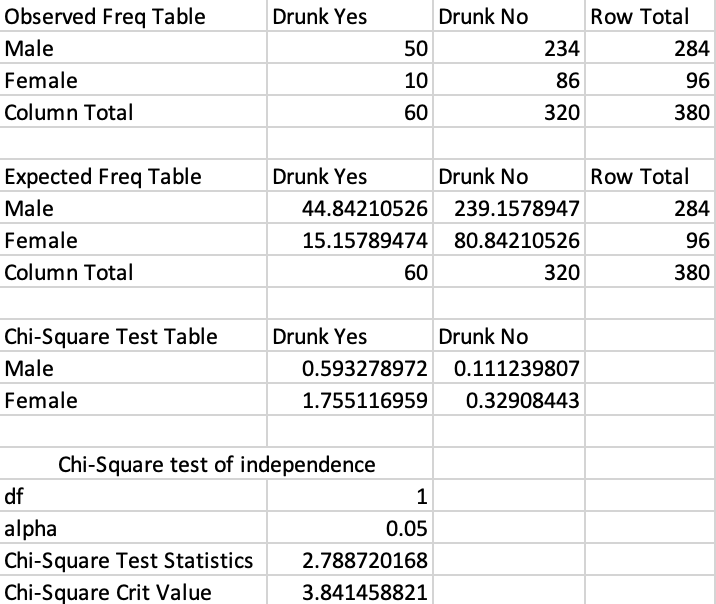 Observed Freq Table Drunk Yes Drunk No Row Total
Male 50 234 284
Female 10 86 96
Column Total 60 320 380
Expected Freq Table Drunk Yes Drunk No Row Total
Male 44.84210526 239.1578947 284
Female 15.15789474 80.84210526 96
Column Total 60 320 380
Chi-Square Test Table Drunk Yes Drunk No
Male 0.593278972 0.111239807
Female 1.755116959 0.32908443
Chi-Square test of independence
df 1
alpha 0.05
Chi-Square Test Statistics 2.788720168
Chi-Square Crit Value 3.841458821